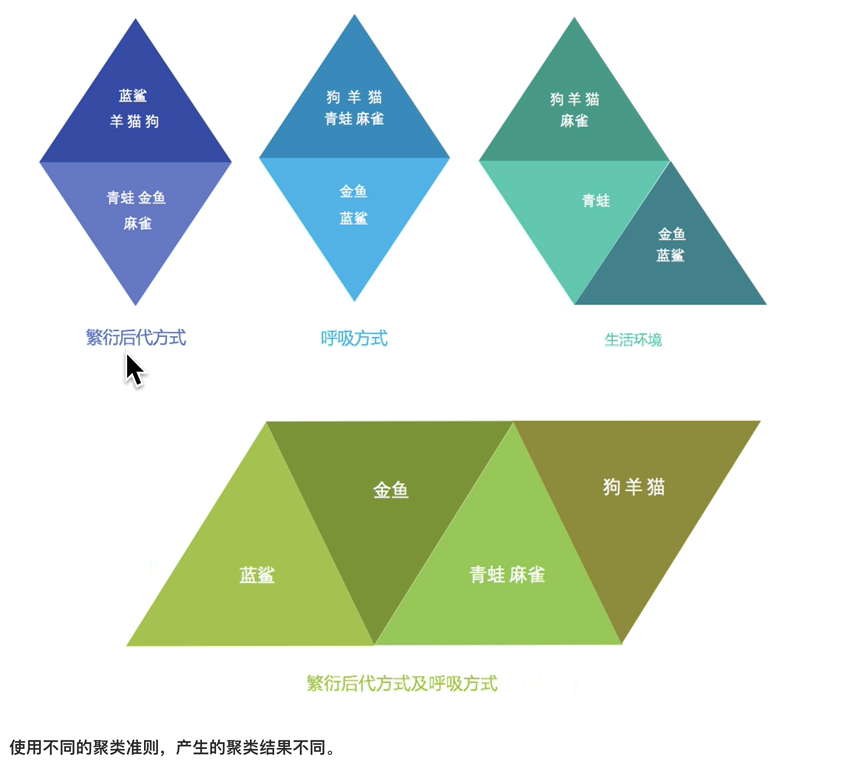 蓝鲨
羊 猫 狗
青蛙 金鱼
麻雀
繁衍后代方式
狗 羊 猫
青蛙 麻雀
金鱼
蓝鲨
呼吸方式
狗 羊 猫
麻雀
青蛙
金鱼
蓝鲨
生活环境
蓝鲨
金鱼
青蛙 麻雀
狗 羊 猫
繁衍后代方式及呼吸方式
使用不同的聚类准则，产生的聚类结果不同。